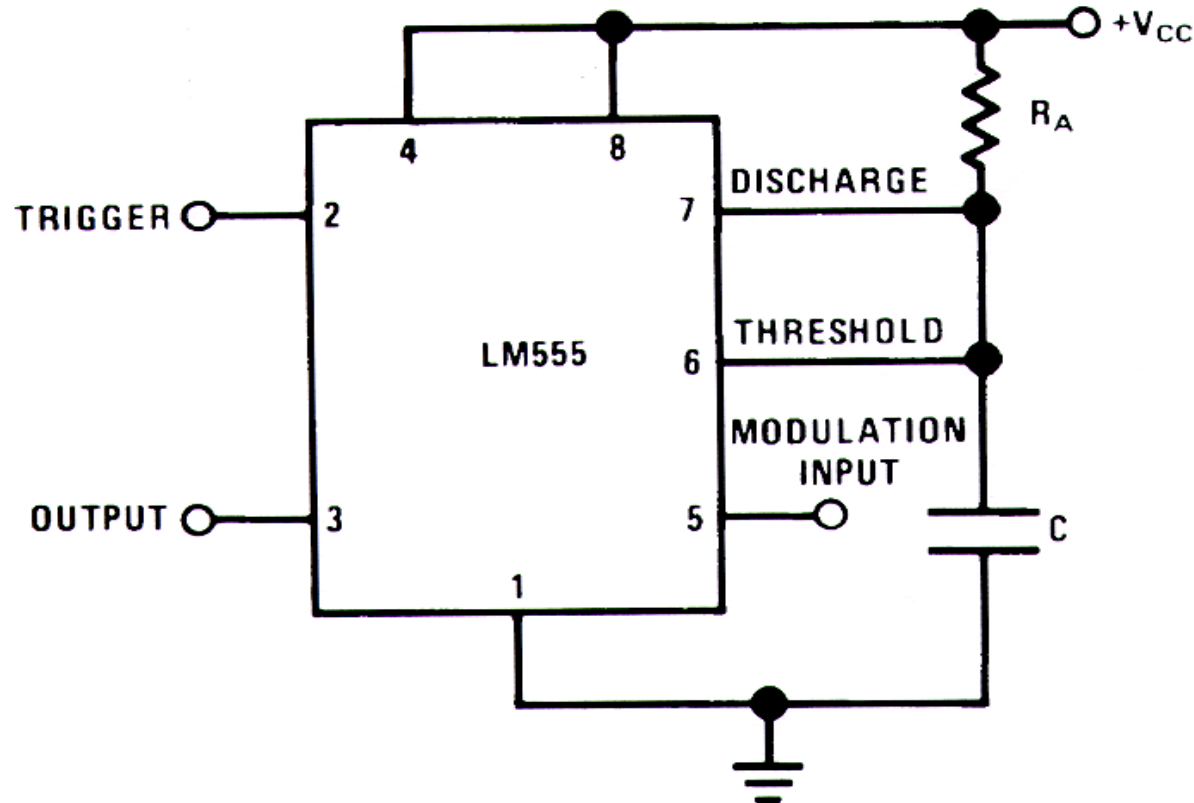 +VCC
RA
4
8
DISCHARGE
TRIGGER
2
7
THRESHOLD
LM555
6
MODULATION
INPUT
OUTPUT
3
5
C
1